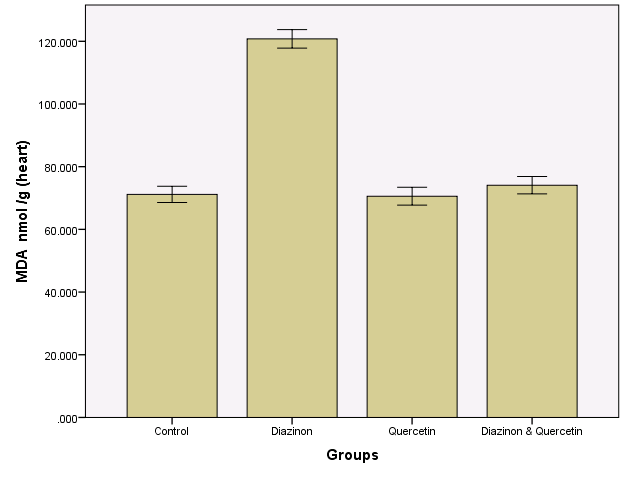 MDA nmol /g (heart)
120.000
100.000
80.000
60.000
40.000
20.000
.000
Control
Diazinon
Quercetin
Diazinon & Quercetin
Groups